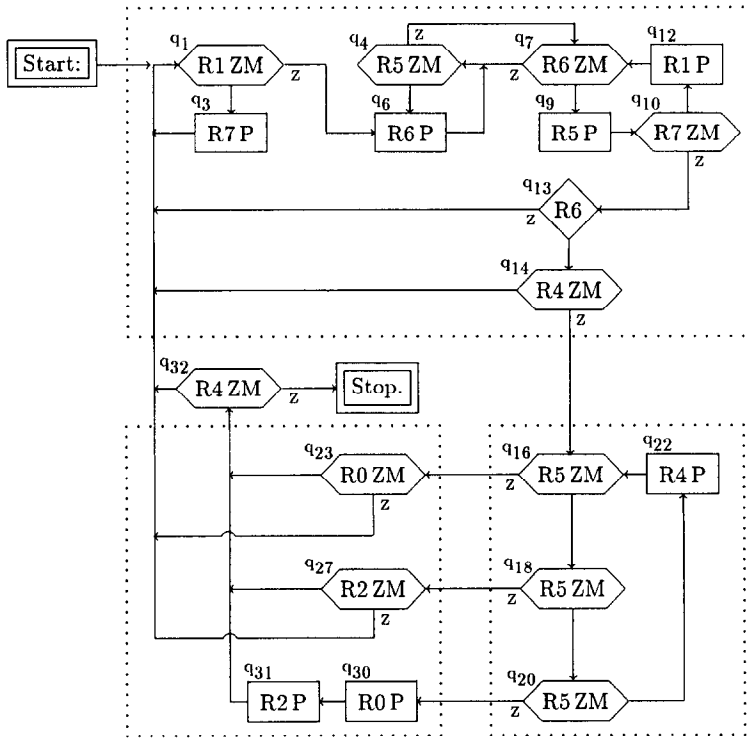 q1
q4
q7
q12
Start:
R1 ZM
z
R5 ZM
z
z
R6 ZM
R1 P
q3
q6
q9
q10
R7 P
R6 P
R5 P
R7 ZM
z
q13
z
R6
q14
R4 ZM
z
q32
R4 ZM
z
Stop.
q23
q16
q22
R0 ZM
z
z
R5 ZM
R4 P
q27
q18
R2 ZM
z
z
R5 ZM
q31
q30
q20
R2 P
R0 P
z
R5 ZM